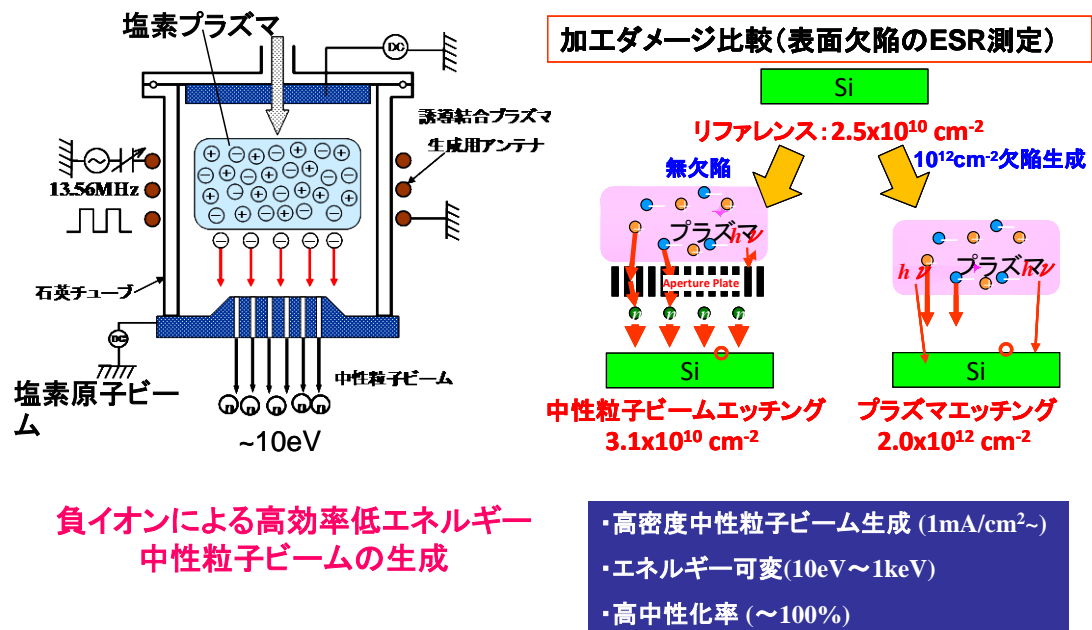 塩素プラズマ
DC
誘導結合プラズマ
生成用アンテナ
13.56MHz
石英チューブ
DC
塩素原子ビー
ム
中性粒子ビーム
n n n n n n
~10eV
負イオンによる高効率低エネルギー
中性粒子ビームの生成
加工ダメージ比較（表面欠陥のESR測定）
Si
リファレンス：2.5x10¹⁰ cm⁻²
無欠陥
10¹²cm⁻²欠陥生成
プラズマ
hν
Aperture Plate
n n n n
Si
中性粒子ビームエッチング
3.1x10¹⁰ cm⁻²
プラズマ
hν
hν
Si
プラズマエッチング
2.0x10¹² cm⁻²
・高密度中性粒子ビーム生成 (1mA/cm²~)
・エネルギー可変(10eV～1keV)
・高中性化率 (～100%)